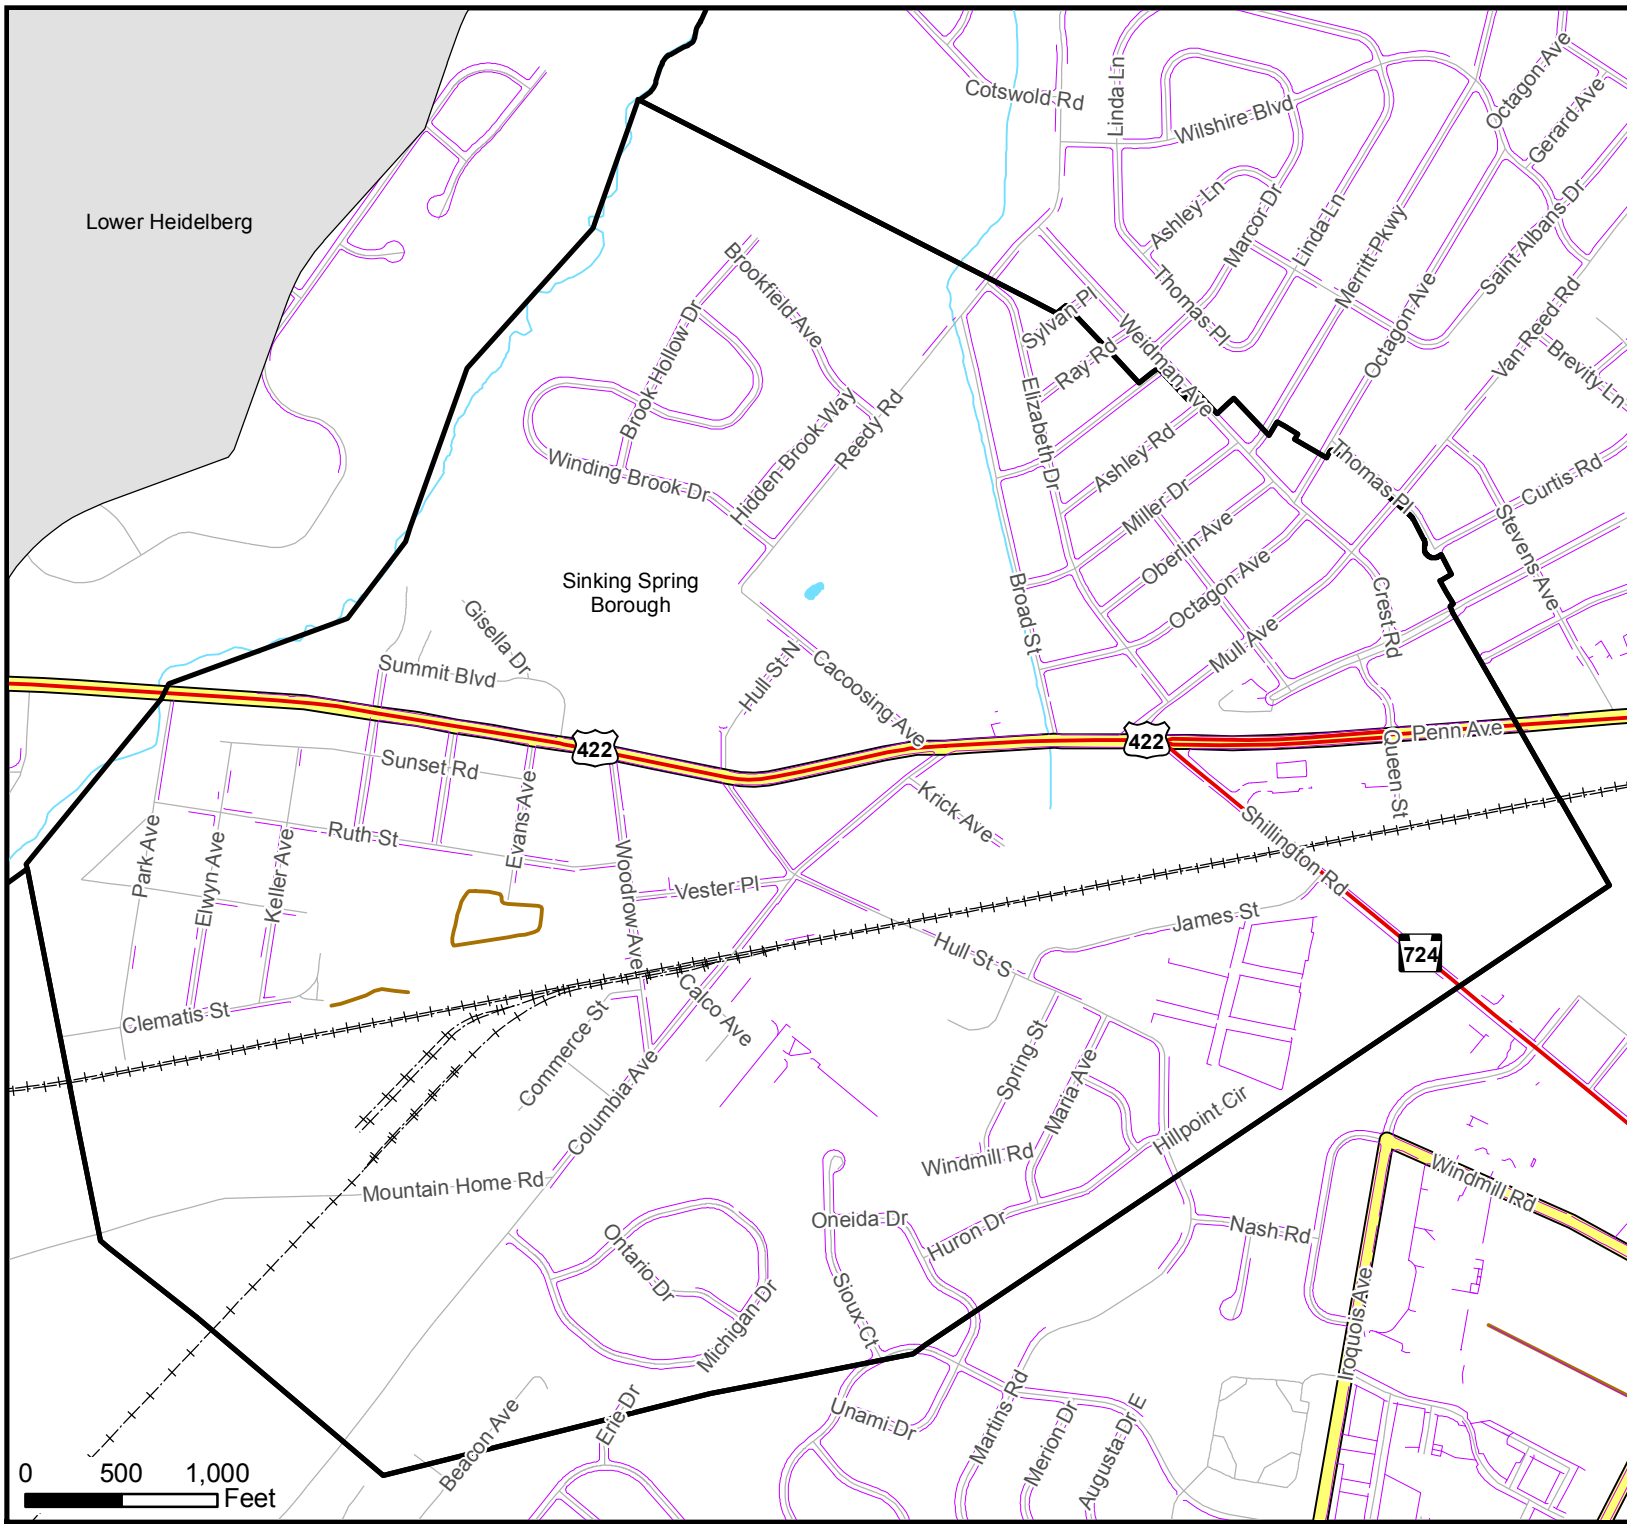 Cotswold Rd
Linda Ln
Wilshire Blvd
Octagon Ave
Gerard Ave
Lower Heidelberg
Ashley Ln
Marcor Dr
Linda Ln
Merritt Pkwy
Saint Albans Dr
Brookfield Ave
Thomas Pl
Sylvan Pl
Weidman Ave
Ray Rd
Octagon Ave
Van Reed Rd
Brevity Ln
Brook Hollow Dr
Hidden Brook Way
Reedy Rd
Elizabeth Dr
Ashley Rd
Thomas Pl
Winding Brook Dr
Miller Dr
Curtis Rd
Stevens Ave
Oberlin Ave
Octagon Ave
Sinking Spring
Borough
Broad St
Crest Rd
Gisella Dr
Mull Ave
Summit Blvd
Hull St N
Cacoosing Ave
422
422
Penn Ave
Queen St
Sunset Rd
Evans Ave
Krick Ave
Shillington Rd
Ruth St
Park Ave
Elwyn Ave
Keller Ave
Woodrow Ave
Vester Pl
James St
Hull St S
724
Clematis St
Calco Ave
Commerce St
Columbia Ave
Spring St
Maria Ave
Hillpoint Cir
Windmill Rd
Windmill Rd
Mountain Home Rd
Oneida Dr
Huron Dr
Nash Rd
Ontario Dr
Michigan Dr
Sioux Ct
Iroquois Ave
Beacon Ave
Erie Dr
Unami Dr
Martins Rd
Merion Dr
Augusta Dr E
0 500 1,000
Feet